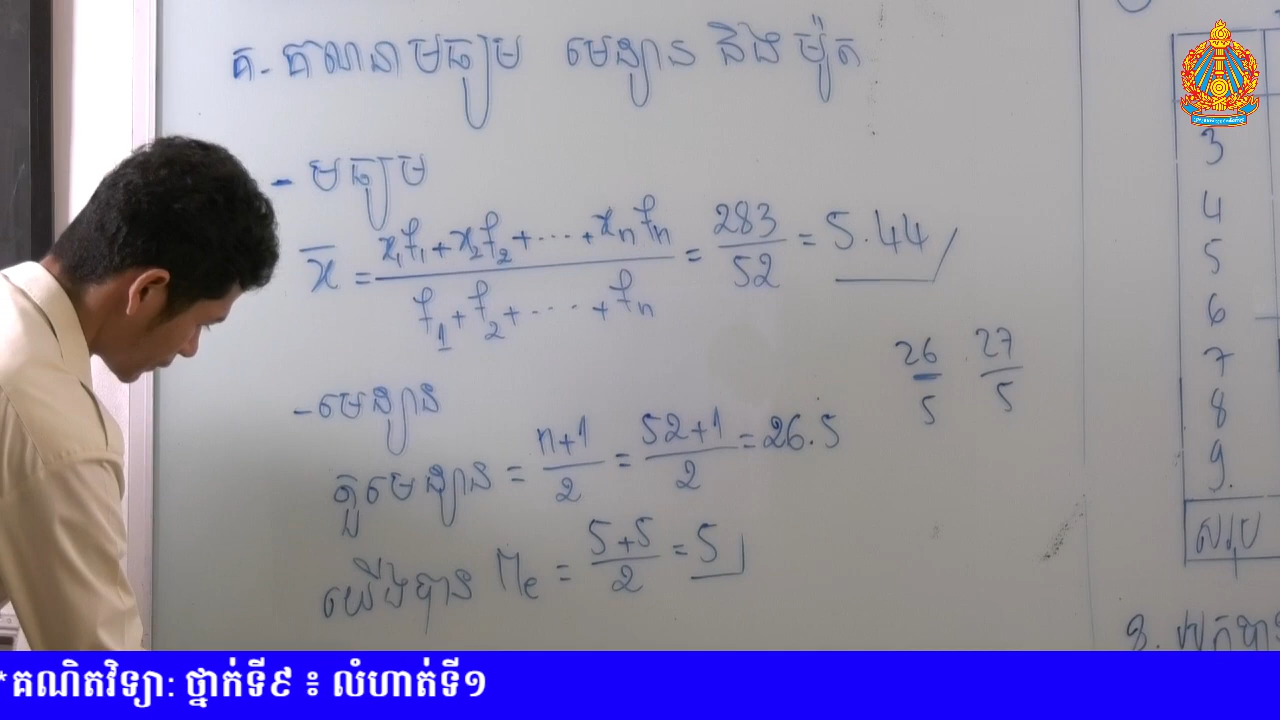 គ. គណនាមធ្យម មេដ្យាន និង ម៉ូត
- មធ្យម
x̄ = (x₁f₁ + x₂f₂ + ···· + xₙfₙ) / (f₁ + f₂ + ···· + fₙ) = 283/52 = 5.44
26/5 27/5
- មេដ្យាន
តួមេដ្យាន = (n+1)/2 = (52+1)/2 = 26.5
យើងបាន Me = (5+5)/2 = 5
3
4
5
6
7
8
9
សរុប
*គណិតវិទ្យា: ថ្នាក់ទី៩ ៖ លំហាត់ទី១